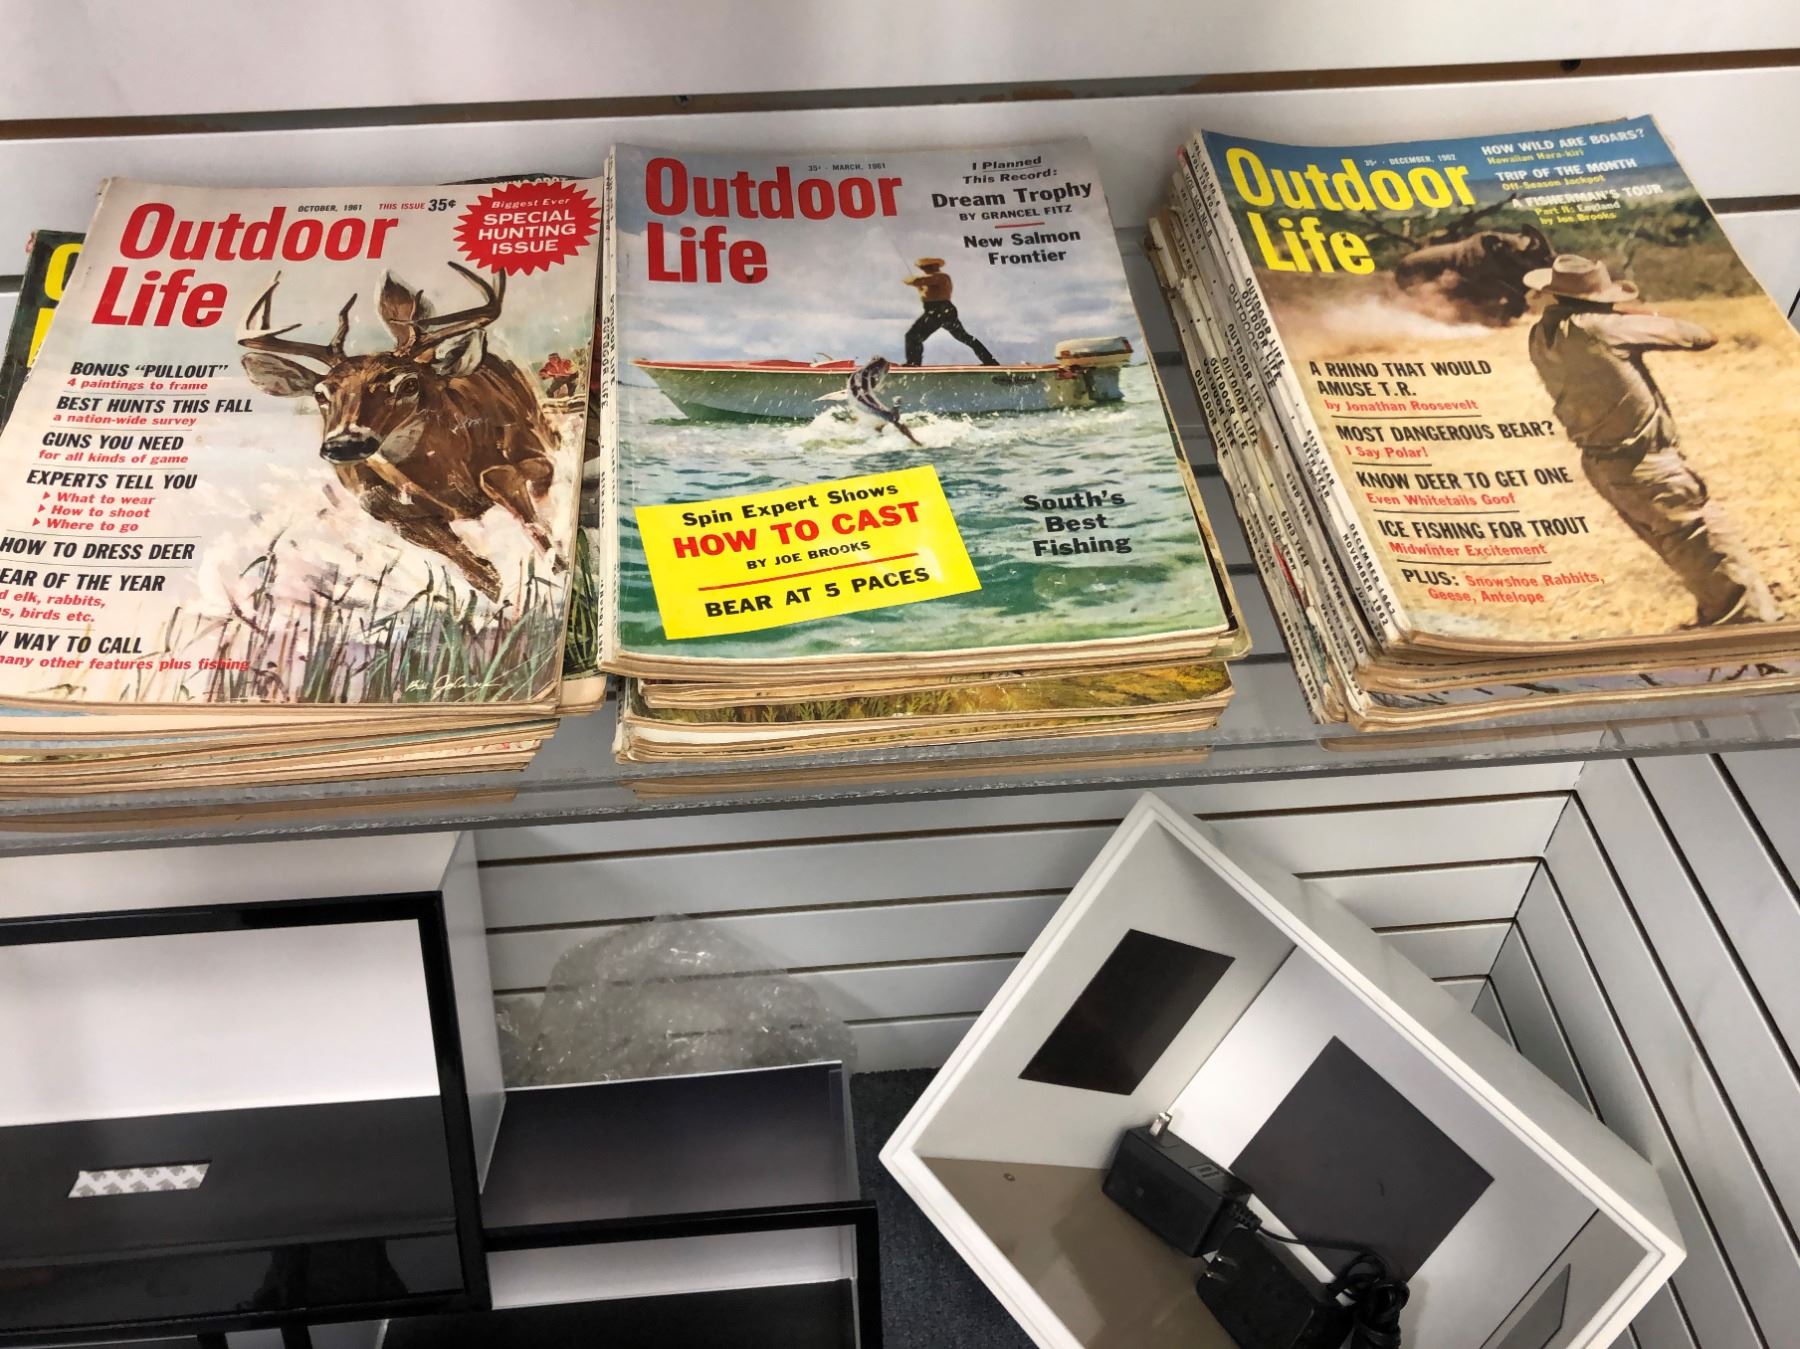 OCTOBER, 1961
THIS ISSUE 35¢
Outdoor
Life
Biggest Ever
SPECIAL
HUNTING
ISSUE
BONUS "PULLOUT"
4 paintings to frame
BEST HUNTS THIS FALL
a nation-wide survey
GUNS YOU NEED
for all kinds of game
EXPERTS TELL YOU
What to wear
How to shoot
Where to go
HOW TO DRESS DEER
EAR OF THE YEAR
d elk, rabbits,
s, birds etc.
WAY TO CALL
many other features plus fishing
35¢ · MARCH, 1961
Outdoor
Life
I Planned
This Record:
Dream Trophy
BY GRANCEL FITZ
New Salmon
Frontier
Spin Expert Shows
HOW TO CAST
BY JOE BROOKS
BEAR AT 5 PACES
South's
Best
Fishing
35¢ · DECEMBER, 1962
Outdoor
Life
HOW WILD ARE BOARS?
Hawaiian Hara-kiri
TRIP OF THE MONTH
Off-Season Jackpot
A FISHERMAN'S TOUR
by Joe Brooks
A RHINO THAT WOULD
AMUSE T.R.
by Jonathan Roosevelt
MOST DANGEROUS BEAR?
I Say Polar!
KNOW DEER TO GET ONE
Even Whitetails Goof
ICE FISHING FOR TROUT
Midwinter Excitement
PLUS: Snowshoe Rabbits,
Geese, Antelope
OUTDOOR LIFE
OUTDOOR LIFE
OUTDOOR LIFE
OUTDOOR LIFE
DECEMBER, 1962
NOVEMBER, 1962